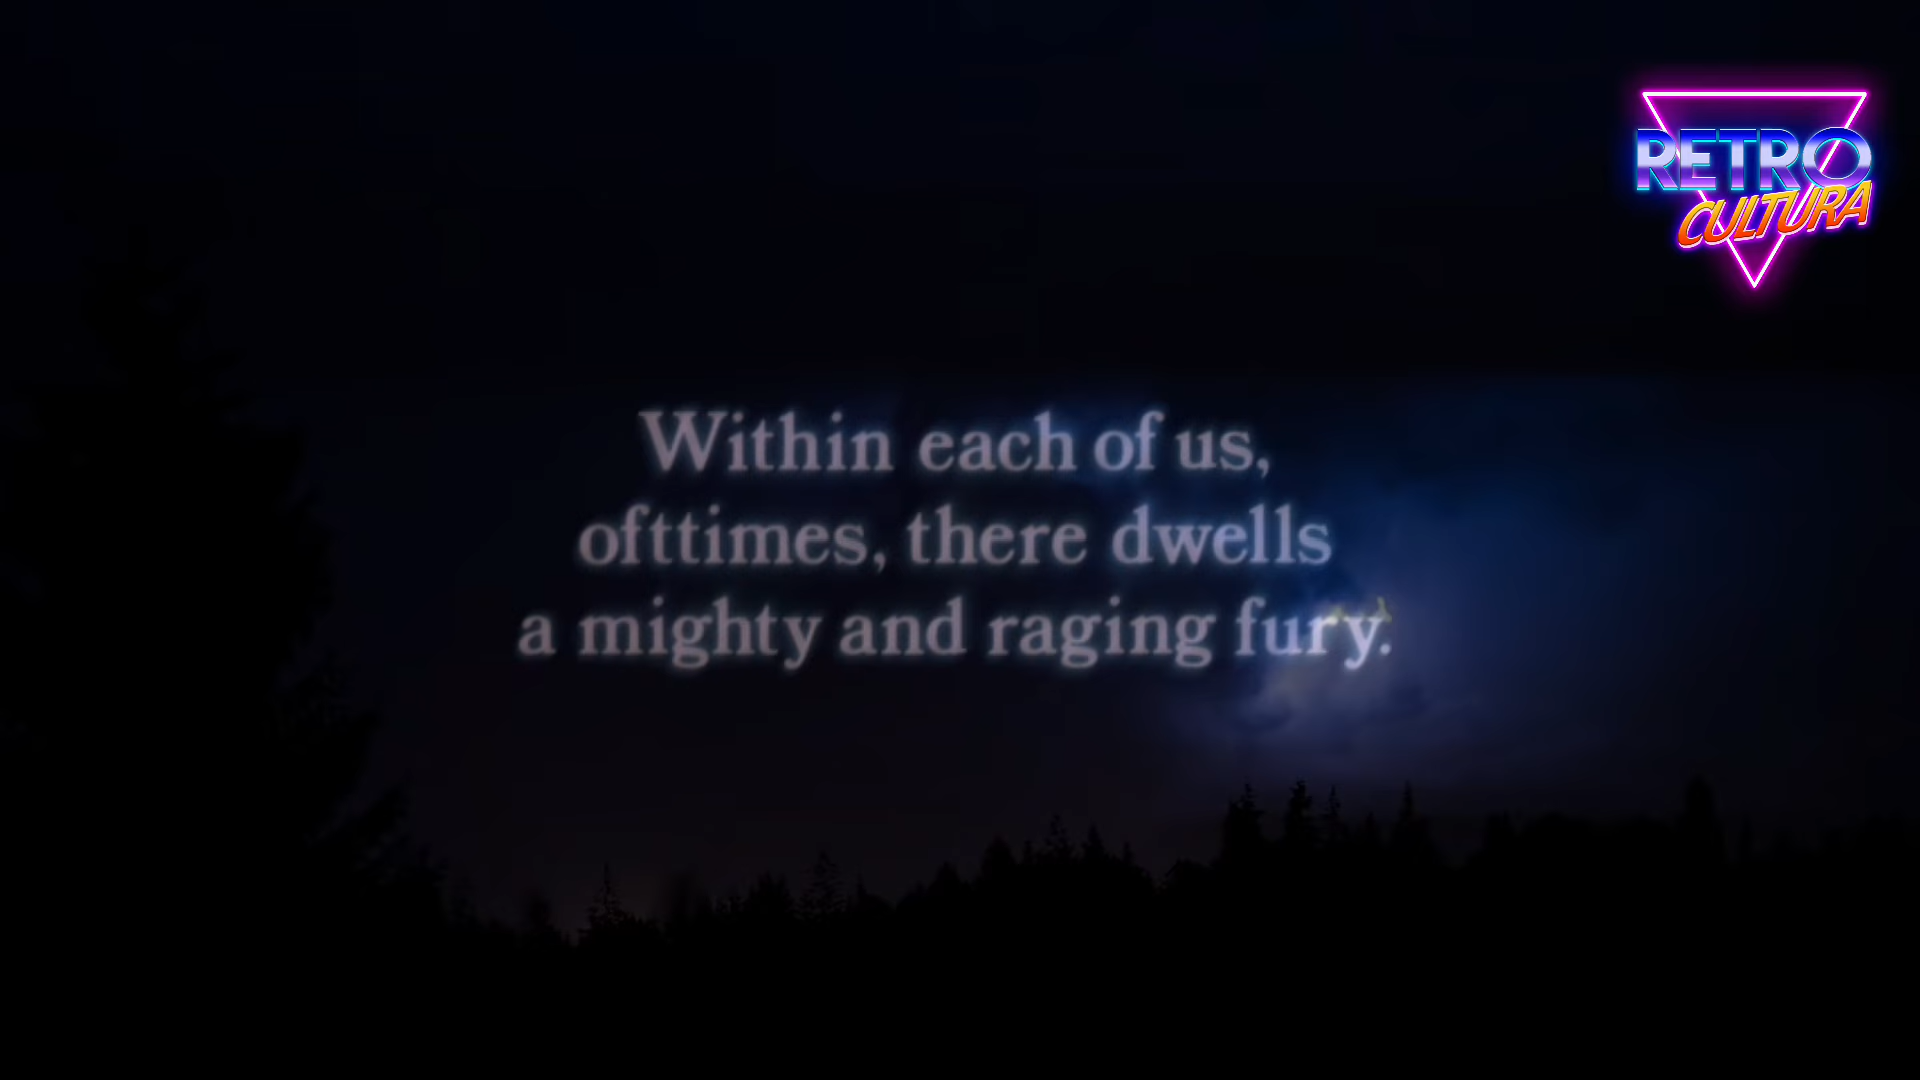 RETRO
CULTURA
Within each of us,
ofttimes, there dwells
a mighty and raging fury.